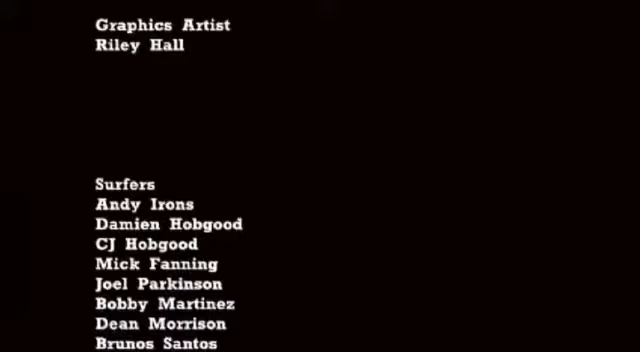 Graphics Artist
Riley Hall
Surfers
Andy Irons
Damien Hobgood
CJ Hobgood
Mick Fanning
Joel Parkinson
Bobby Martinez
Dean Morrison
Brunos Santos